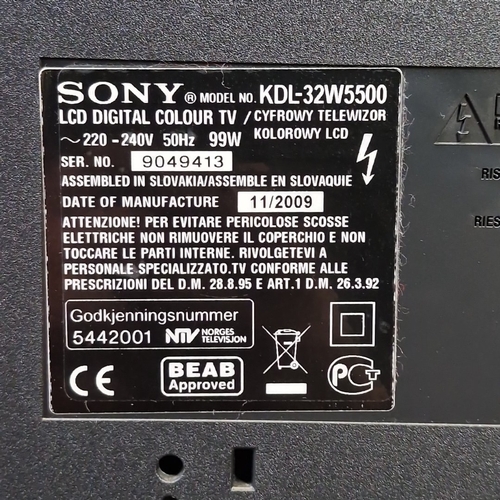 SONY® MODEL NO. KDL-32W5500
LCD DIGITAL COLOUR TV / CYFROWY TELEWIZOR
~ 220 - 240V 50Hz 99W KOLOROWY LCD
SER. NO. 9049413
ASSEMBLED IN SLOVAKIA/ASSEMBLE EN SLOVAQUIE
DATE OF MANUFACTURE 11/2009
ATTENZIONE! PER EVITARE PERICOLOSE SCOSSE
ELETTRICHE NON RIMUOVERE IL COPERCHIO E NON
TOCCARE LE PARTI INTERNE. RIVOLGETEVI A
PERSONALE SPECIALIZZATO.TV CONFORME ALLE
PRESCRIZIONI DEL D.M. 28.8.95 E ART.1 D.M. 26.3.92
Godkjenningsnummer
5442001 NTV NORGES
TELEVISJON
CE BEAB
Approved
PCT
RIS
RIES